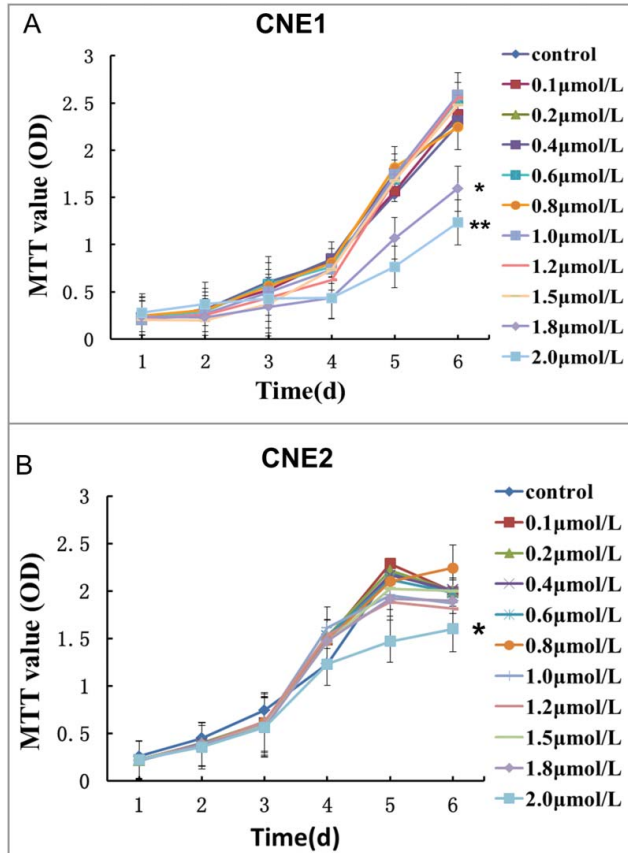 A
CNE1
MTT value (OD)
3
2.5
2
1.5
1
0.5
0
1 2 3 4 5 6
Time(d)
*
**
control
0.1μmol/L
0.2μmol/L
0.4μmol/L
0.6μmol/L
0.8μmol/L
1.0μmol/L
1.2μmol/L
1.5μmol/L
1.8μmol/L
2.0μmol/L
B
CNE2
MTT value (OD)
3
2.5
2
1.5
1
0.5
0
1 2 3 4 5 6
Time(d)
*
control
0.1μmol/L
0.2μmol/L
0.4μmol/L
0.6μmol/L
0.8μmol/L
1.0μmol/L
1.2μmol/L
1.5μmol/L
1.8μmol/L
2.0μmol/L